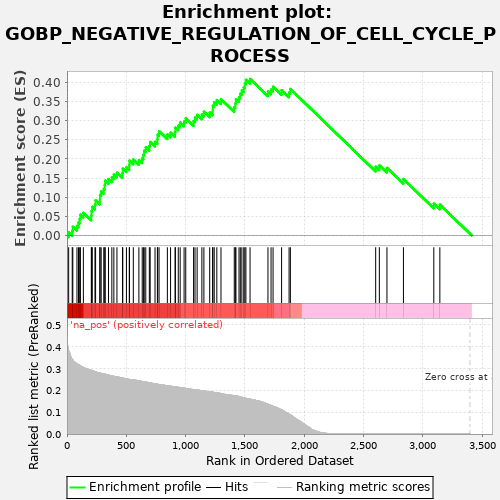 Enrichment plot:
GOBP_NEGATIVE_REGULATION_OF_CELL_CYCLE_P
ROCESS
Enrichment score (ES)
0.40
0.35
0.30
0.25
0.20
0.15
0.10
0.05
0.00
'na_pos' (positively correlated)
Ranked list metric (PreRanked)
0.5
0.4
0.3
0.2
0.1
0.0
Zero cross at
0 500 1,000 1,500 2,000 2,500 3,000 3,500
Rank in Ordered Dataset
Enrichment profile Hits Ranking metric scores